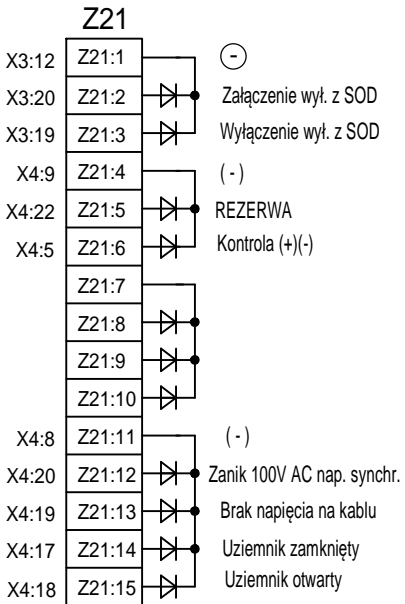 Z21
X3:12 Z21:1 -
X3:20 Z21:2 Załączenie wył. z SOD
X3:19 Z21:3 Wyłączenie wył. z SOD
X4:9 Z21:4 ( - )
X4:22 Z21:5 REZERWA
X4:5 Z21:6 Kontrola (+)(-)
Z21:7
Z21:8
Z21:9
Z21:10
X4:8 Z21:11 ( - )
X4:20 Z21:12 Zanik 100V AC nap. synchr.
X4:19 Z21:13 Brak napięcia na kablu
X4:17 Z21:14 Uziemnik zamknięty
X4:18 Z21:15 Uziemnik otwarty